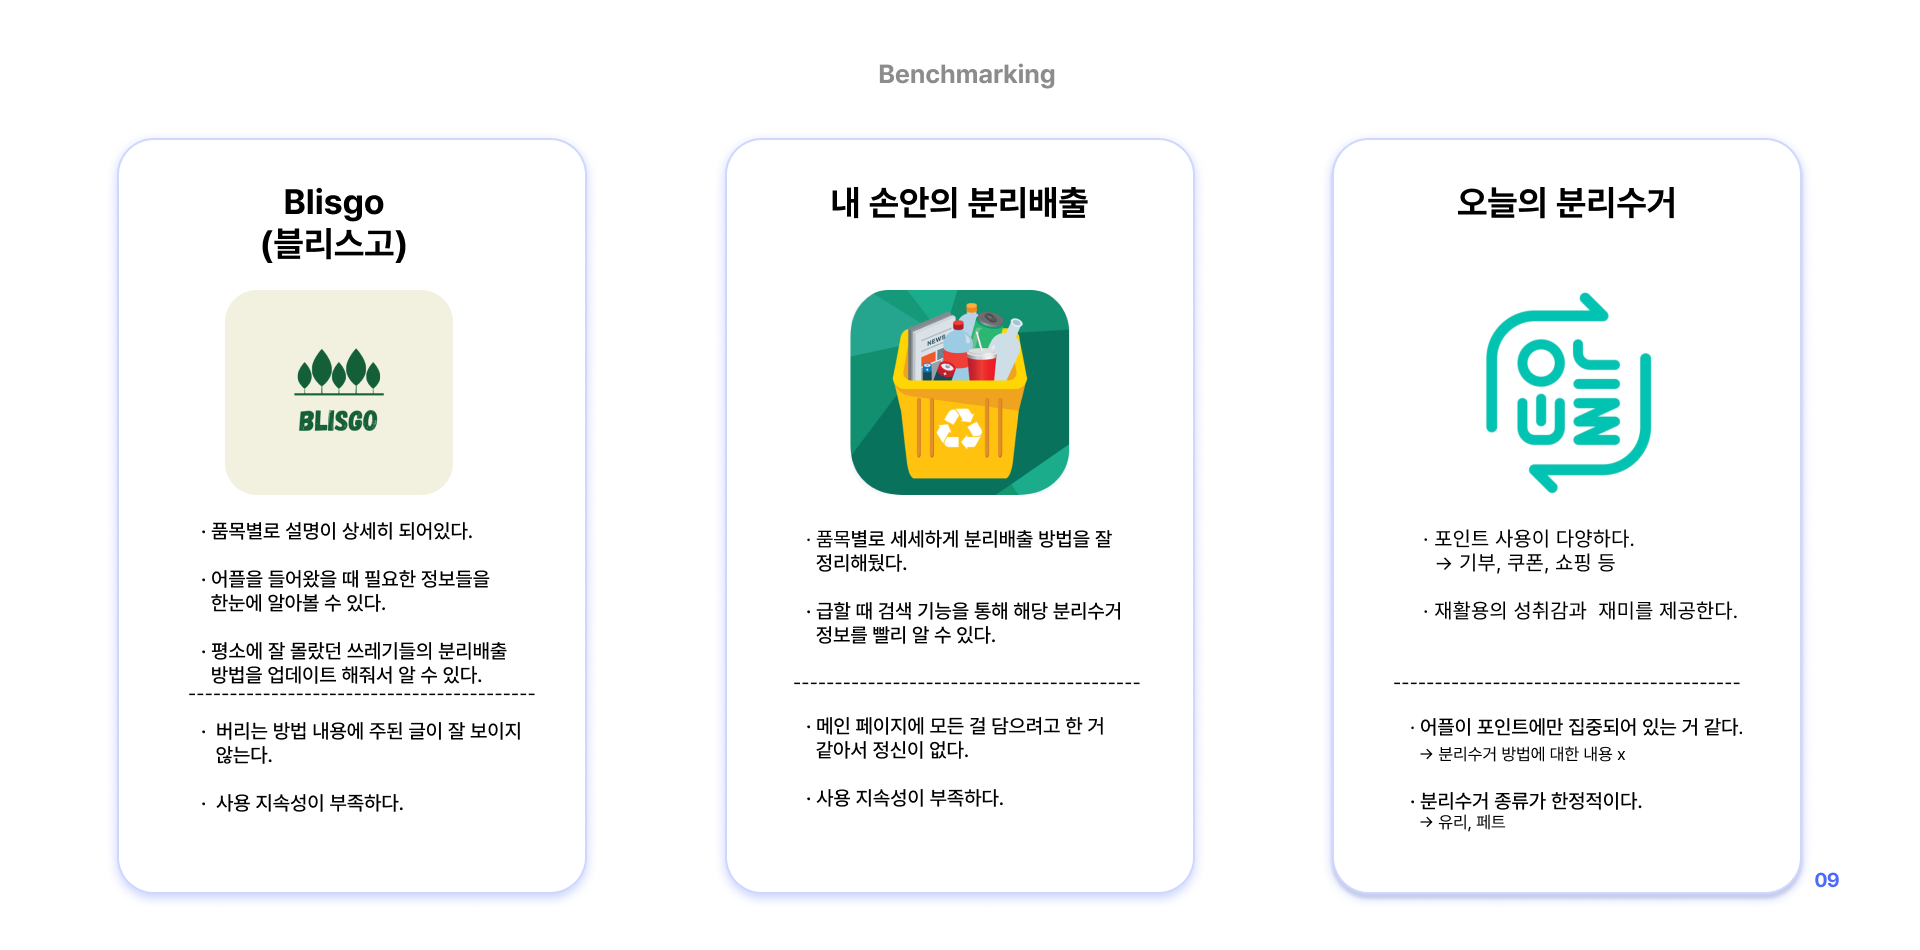 Benchmarking
Blisgo
(블리스고)
BLISGO
· 품목별로 설명이 상세히 되어있다.
· 어플을 들어왔을 때 필요한 정보들을
한눈에 알아볼 수 있다.
· 평소에 잘 몰랐던 쓰레기들의 분리배출
방법을 업데이트 해줘서 알 수 있다.
· 버리는 방법 내용에 주된 글이 잘 보이지
않는다.
· 사용 지속성이 부족하다.
내 손안의 분리배출
NEWS
· 품목별로 세세하게 분리배출 방법을 잘
정리해뒀다.
· 급할 때 검색 기능을 통해 해당 분리수거
정보를 빨리 알 수 있다.
· 메인 페이지에 모든 걸 담으려고 한 거
같아서 정신이 없다.
· 사용 지속성이 부족하다.
오늘의 분리수거
· 포인트 사용이 다양하다.
→ 기부, 쿠폰, 쇼핑 등
· 재활용의 성취감과 재미를 제공한다.
· 어플이 포인트에만 집중되어 있는 거 같다.
→ 분리수거 방법에 대한 내용 x
· 분리수거 종류가 한정적이다.
→ 유리, 페트
09